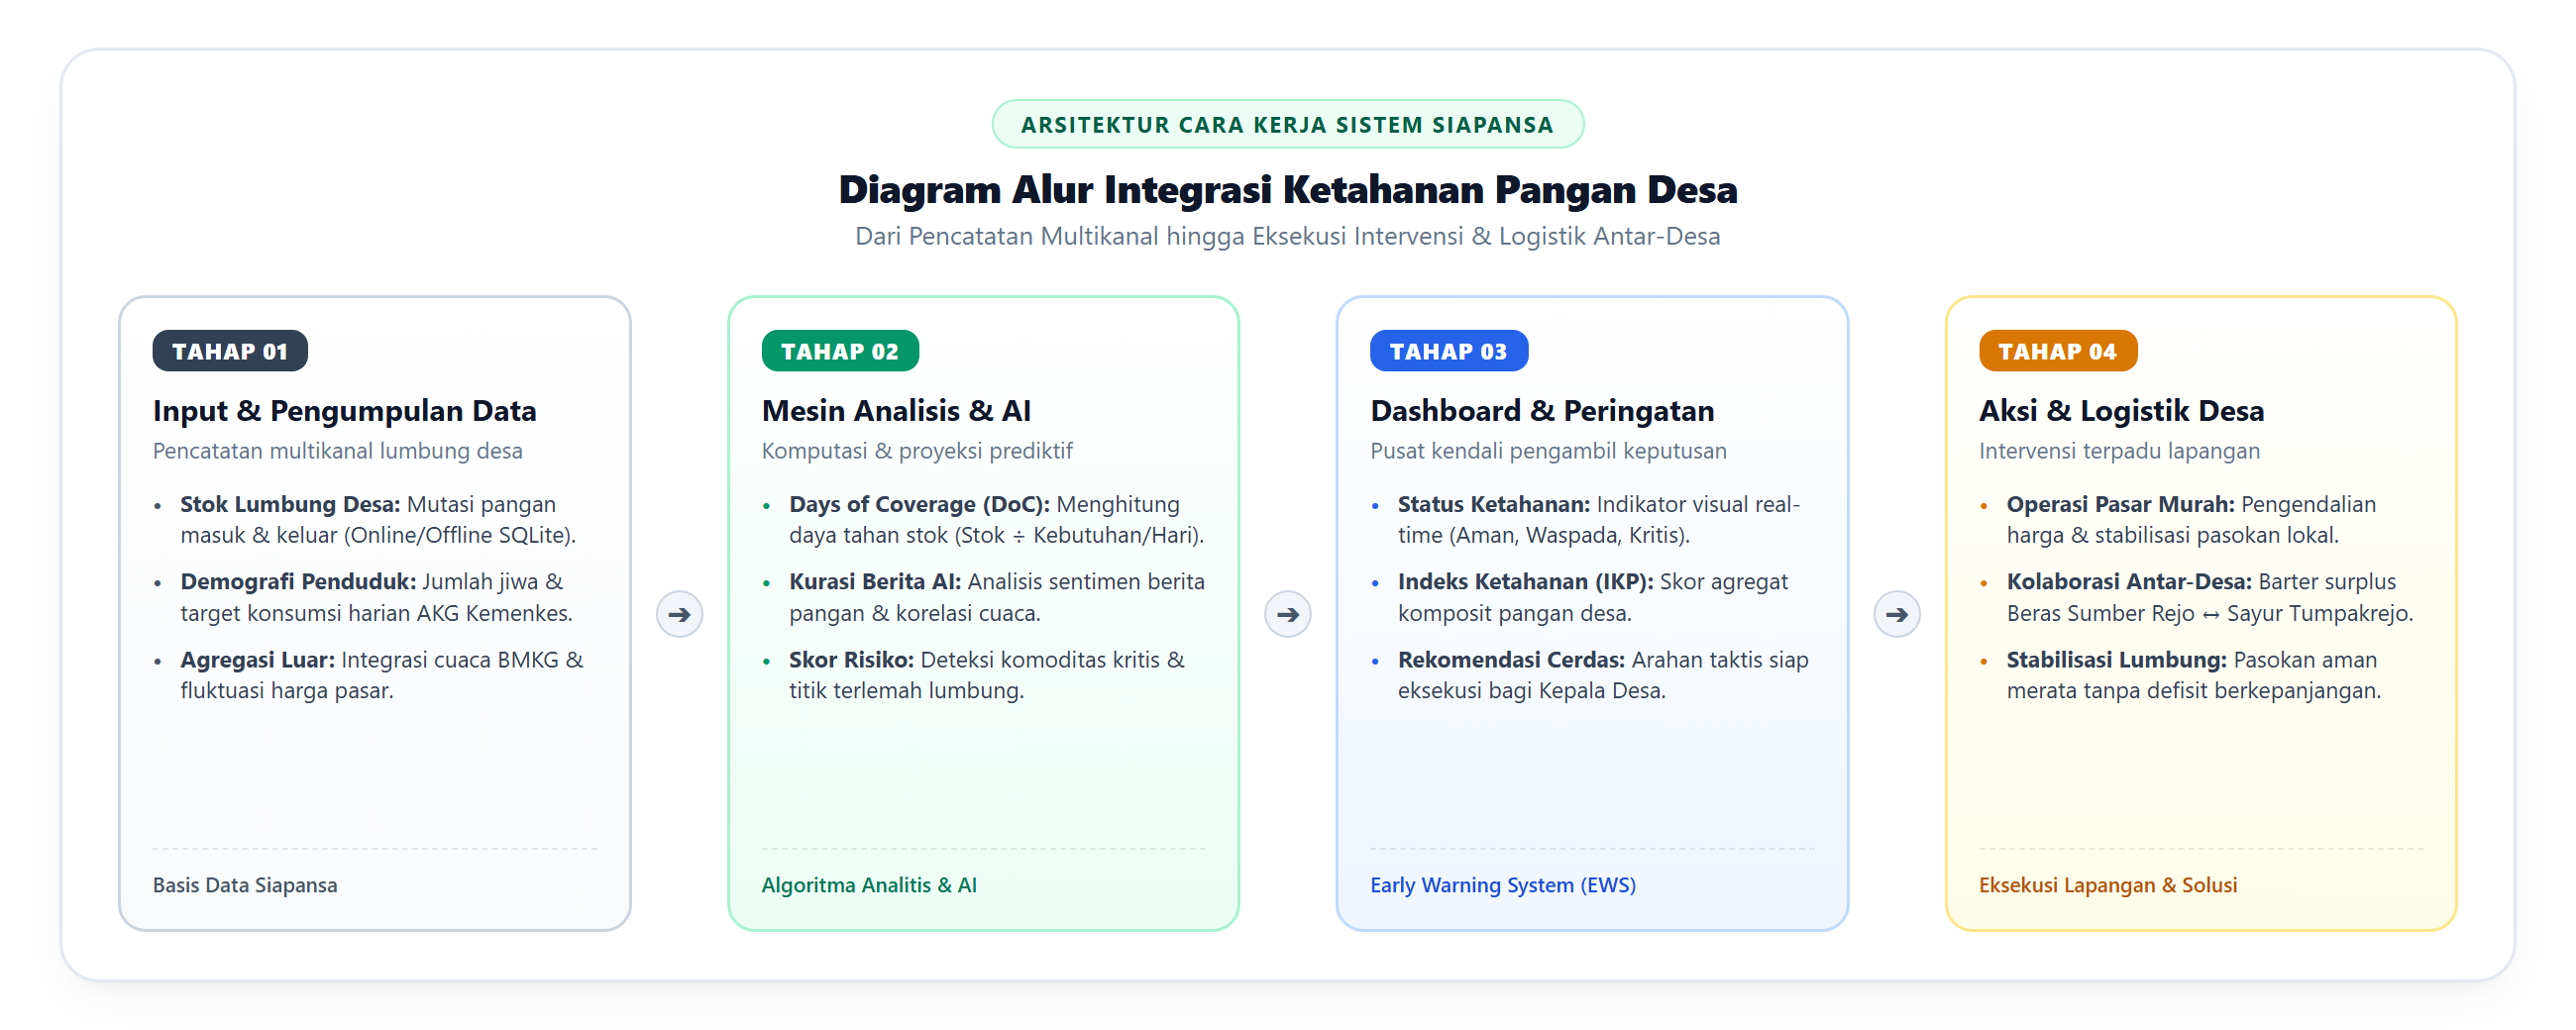 ARSITEKTUR CARA KERJA SISTEM SIAPANSA
Diagram Alur Integrasi Ketahanan Pangan Desa
Dari Pencatatan Multikanal hingga Eksekusi Intervensi & Logistik Antar-Desa
TAHAP 01
Input & Pengumpulan Data
Pencatatan multikanal lumbung desa
• Stok Lumbung Desa: Mutasi pangan
masuk & keluar (Online/Offline SQLite).
• Demografi Penduduk: Jumlah jiwa &
target konsumsi harian AKG Kemenkes.
• Agregasi Luar: Integrasi cuaca BMKG &
fluktuasi harga pasar.
Basis Data Siapansa
➔
TAHAP 02
Mesin Analisis & AI
Komputasi & proyeksi prediktif
• Days of Coverage (DoC): Menghitung
daya tahan stok (Stok ÷ Kebutuhan/Hari).
• Kurasi Berita AI: Analisis sentimen berita
pangan & korelasi cuaca.
• Skor Risiko: Deteksi komoditas kritis &
titik terlemah lumbung.
Algoritma Analitis & AI
➔
TAHAP 03
Dashboard & Peringatan
Pusat kendali pengambil keputusan
• Status Ketahanan: Indikator visual real-
time (Aman, Waspada, Kritis).
• Indeks Ketahanan (IKP): Skor agregat
komposit pangan desa.
• Rekomendasi Cerdas: Arahan taktis siap
eksekusi bagi Kepala Desa.
Early Warning System (EWS)
➔
TAHAP 04
Aksi & Logistik Desa
Intervensi terpadu lapangan
• Operasi Pasar Murah: Pengendalian
harga & stabilisasi pasokan lokal.
• Kolaborasi Antar-Desa: Barter surplus
Beras Sumber Rejo ↔ Sayur Tumpakrejo.
• Stabilisasi Lumbung: Pasokan aman
merata tanpa defisit berkepanjangan.
Eksekusi Lapangan & Solusi